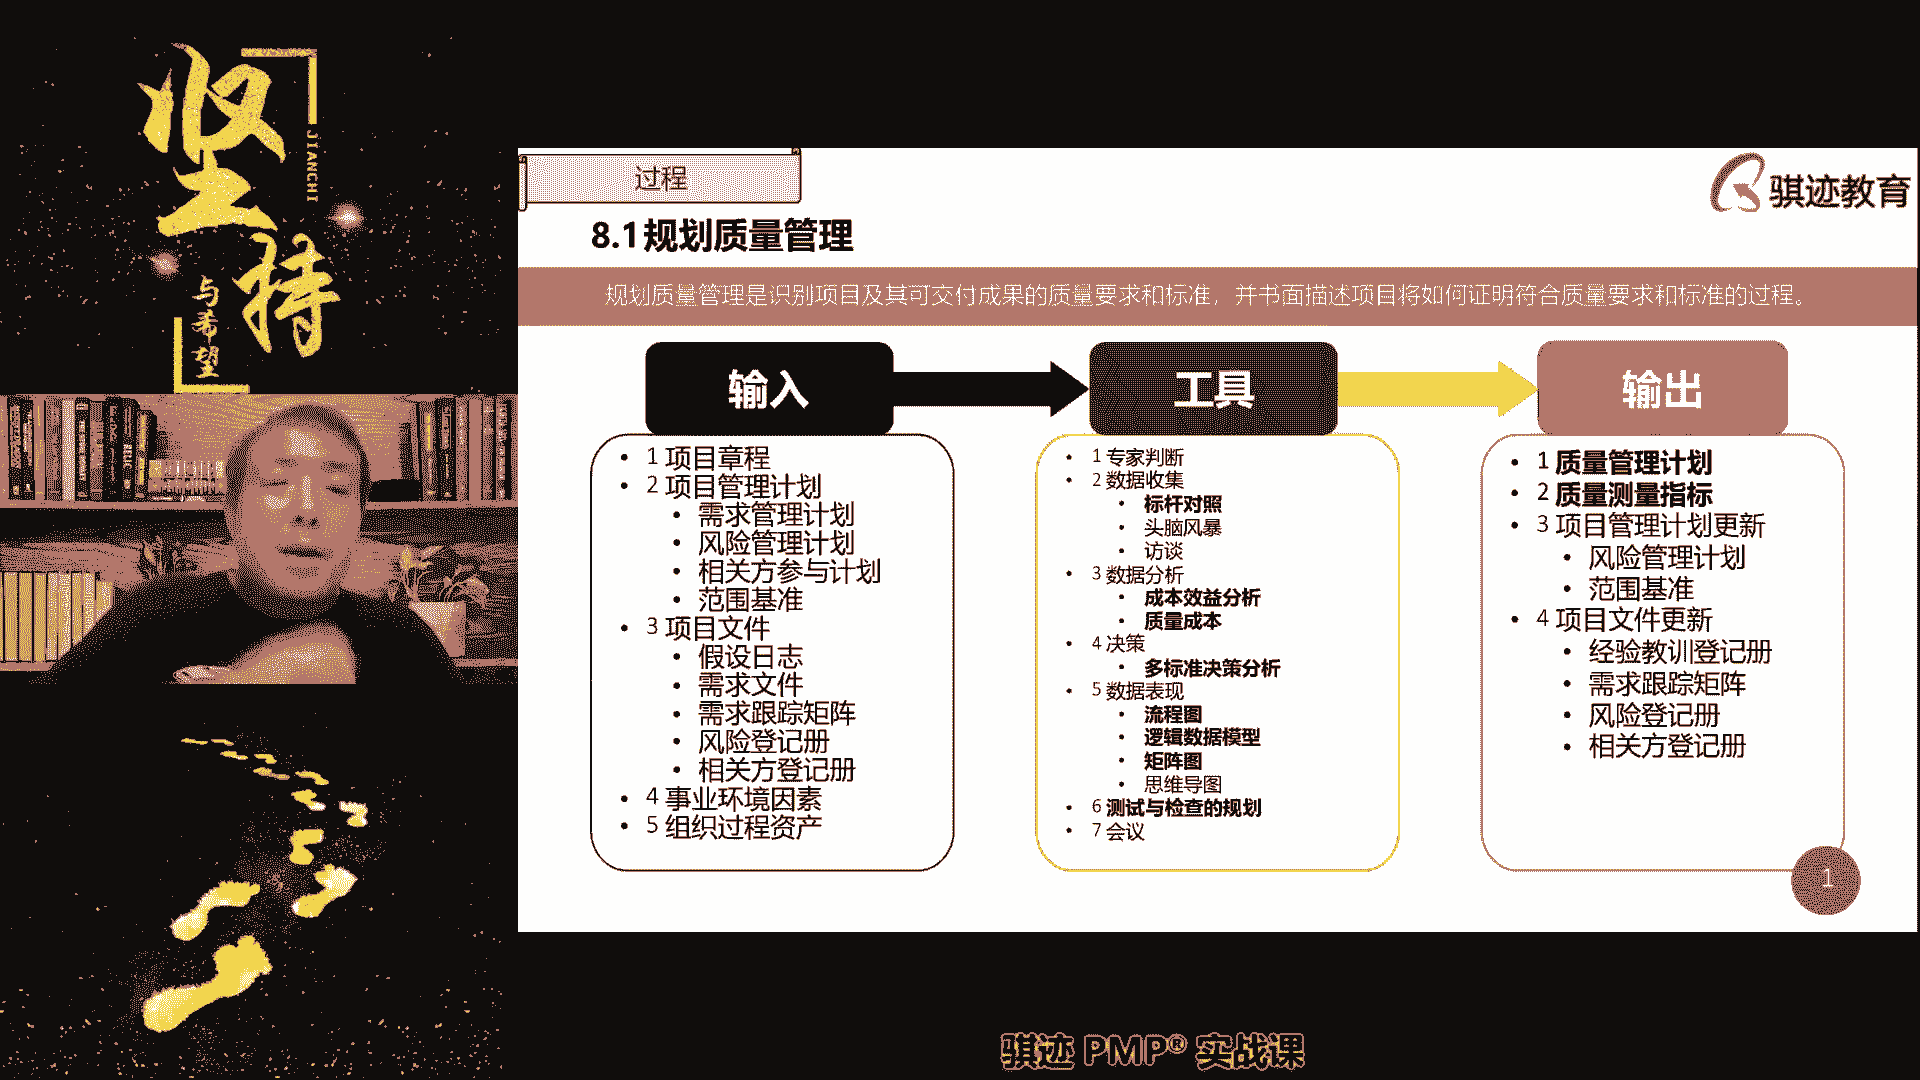 坚持
JIANCHI
与希望
过程
骐迹教育
8.1规划质量管理
规划质量管理是识别项目及其可交付成果的质量要求和标准，并书面描述项目将如何证明符合质量要求和标准的过程。
输入
• 1 项目章程
• 2 项目管理计划
• 需求管理计划
• 风险管理计划
• 相关方参与计划
• 范围基准
• 3 项目文件
• 假设日志
• 需求文件
• 需求跟踪矩阵
• 风险登记册
• 相关方登记册
• 4 事业环境因素
• 5 组织过程资产
工具
• 1 专家判断
• 2 数据收集
• 标杆对照
• 头脑风暴
• 访谈
• 3 数据分析
• 成本效益分析
• 质量成本
• 4 决策
• 多标准决策分析
• 5 数据表现
• 流程图
• 逻辑数据模型
• 矩阵图
• 思维导图
• 6 测试与检查的规划
• 7 会议
输出
• 1 质量管理计划
• 2 质量测量指标
• 3 项目管理计划更新
• 风险管理计划
• 范围基准
• 4 项目文件更新
• 经验教训登记册
• 需求跟踪矩阵
• 风险登记册
• 相关方登记册
1
骐迹 PMP® 实战课